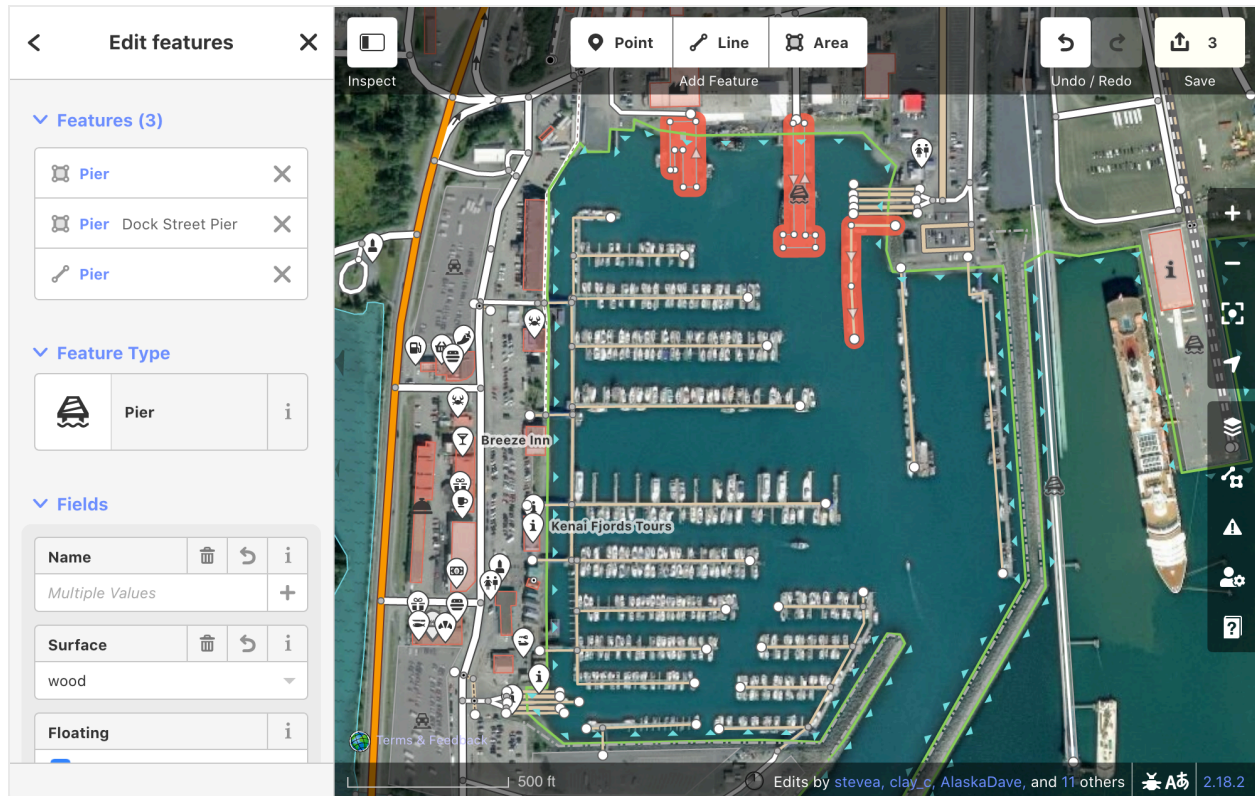 Edit features
Features (3)
Pier
Pier Dock Street Pier
Pier
Feature Type
Pier
i
Fields
Name
i
Multiple Values
Surface
i
wood
Floating
i
Inspect
Point
Line
Area
Add Feature
Undo / Redo
3
Save
Breeze Inn
Kenai Fjords Tours
Terms & Feedback
500 ft
Edits by stevea, clay_c, AlaskaDave, and 11 others
Aあ
2.18.2